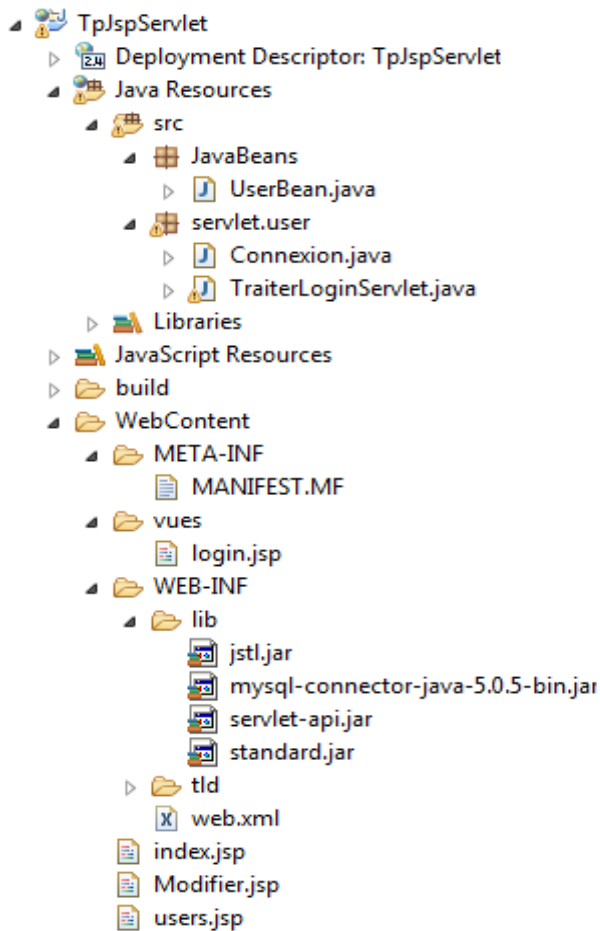 TpJspServlet
2.4 Deployment Descriptor: TpJspServlet
Java Resources
src
JavaBeans
J UserBean.java
servlet.user
J Connexion.java
J TraiterLoginServlet.java
Libraries
JavaScript Resources
build
WebContent
META-INF
MANIFEST.MF
vues
login.jsp
WEB-INF
lib
jstl.jar
mysql-connector-java-5.0.5-bin.jar
servlet-api.jar
standard.jar
tld
X web.xml
index.jsp
Modifier.jsp
users.jsp